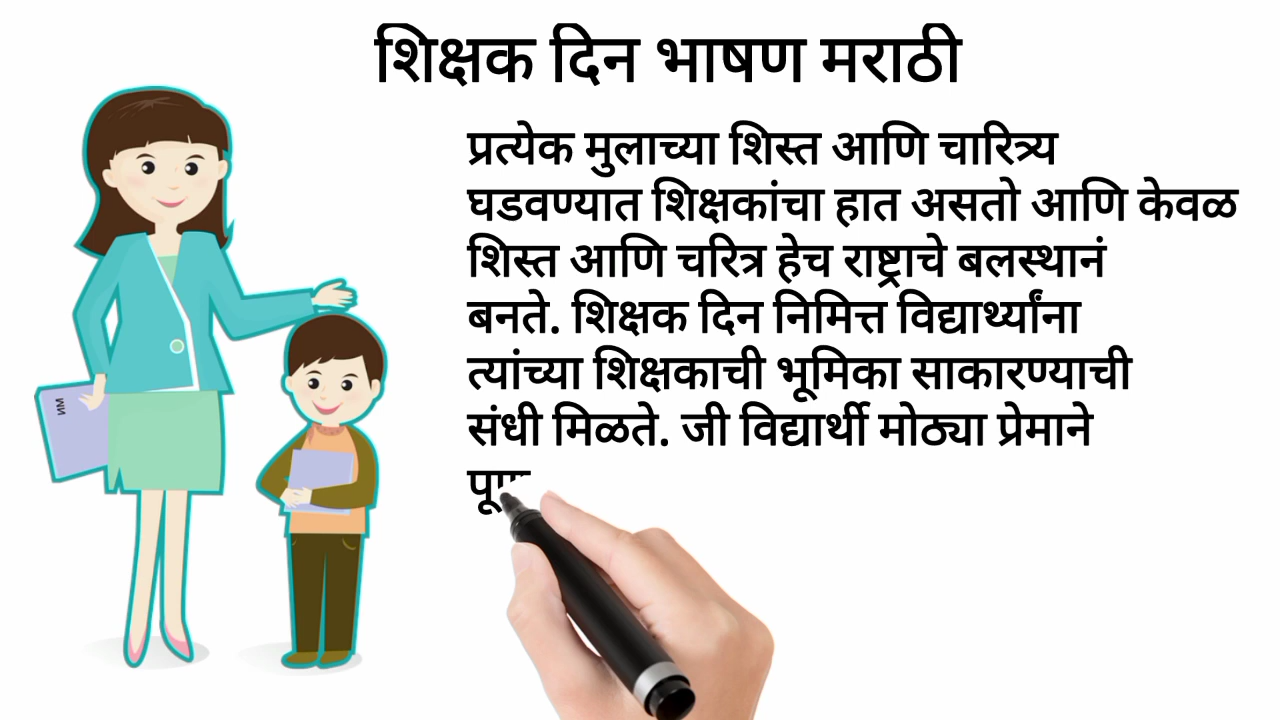 शिक्षक दिन भाषण मराठी
प्रत्येक मुलाच्या शिस्त आणि चारित्र्य
घडवण्यात शिक्षकांचा हात असतो आणि केवळ
शिस्त आणि चरित्र हेच राष्ट्राचे बलस्थानं
बनते. शिक्षक दिन निमित्त विद्यार्थ्यांना
त्यांच्या शिक्षकाची भूमिका साकारण्याची
संधी मिळते. जी विद्यार्थी मोठ्या प्रेमाने